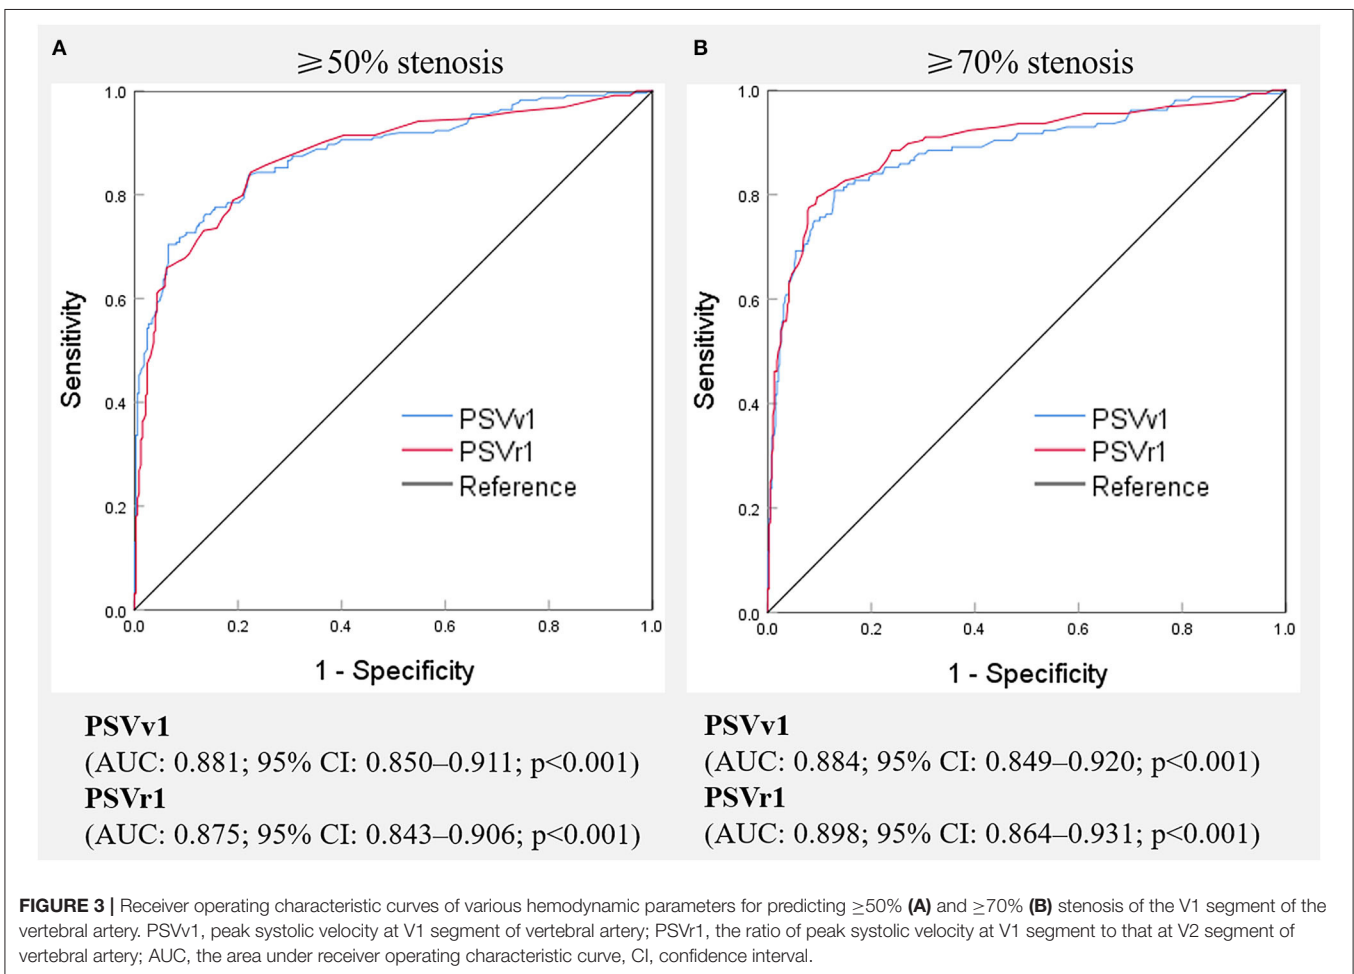 A
≥50% stenosis
1.0
0.8
0.6
0.4
0.2
0.0
Sensitivity
PSVv1
PSVr1
Reference
0.0 0.2 0.4 0.6 0.8 1.0
1 - Specificity
PSVv1
(AUC: 0.881; 95% CI: 0.850–0.911; p<0.001)
PSVr1
(AUC: 0.875; 95% CI: 0.843–0.906; p<0.001)
B
≥70% stenosis
1.0
0.8
0.6
0.4
0.2
0.0
Sensitivity
PSVv1
PSVr1
Reference
0.0 0.2 0.4 0.6 0.8 1.0
1 - Specificity
PSVv1
(AUC: 0.884; 95% CI: 0.849–0.920; p<0.001)
PSVr1
(AUC: 0.898; 95% CI: 0.864–0.931; p<0.001)
FIGURE 3 | Receiver operating characteristic curves of various hemodynamic parameters for predicting ≥50% (A) and ≥70% (B) stenosis of the V1 segment of the
vertebral artery. PSVv1, peak systolic velocity at V1 segment of vertebral artery; PSVr1, the ratio of peak systolic velocity at V1 segment to that at V2 segment of
vertebral artery; AUC, the area under receiver operating characteristic curve, CI, confidence interval.